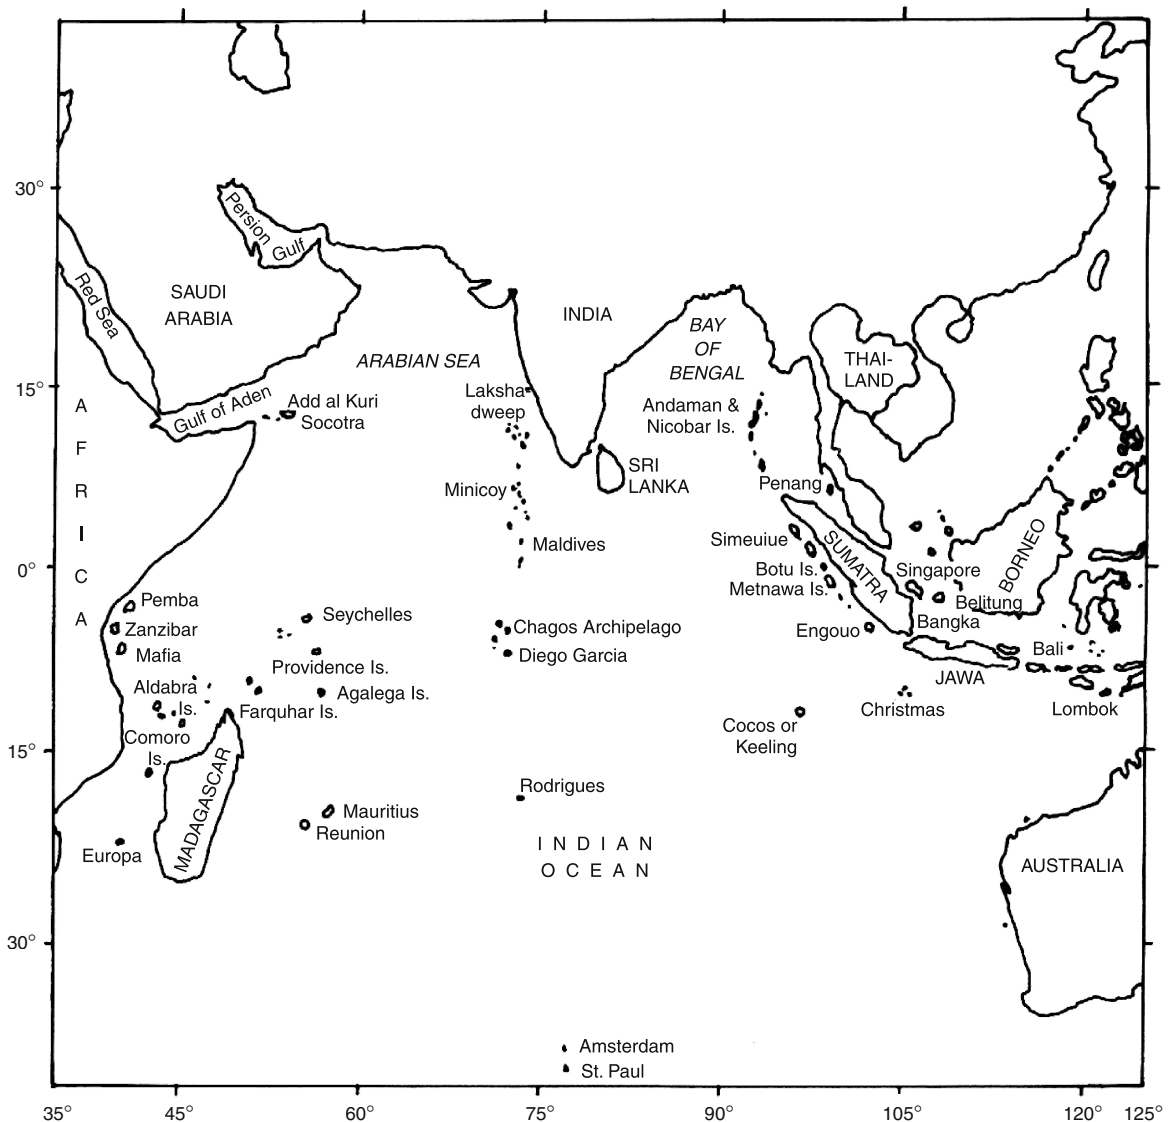 30°
Persion
Gulf
Red Sea
SAUDI
ARABIA
INDIA
BAY
OF
BENGAL
ARABIAN SEA
THAI-
LAND
15°
Laksha-
dweep
Gulf of Aden
Add al Kuri
Socotra
Andaman &
Nicobar Is.
A
F
R
I
C
A
SRI
LANKA
Minicoy
Penang
Maldives
Simeuiue
SUMATRA
BORNEO
0°
Botu Is.
Metnawa Is.
Singapore
Belitung
Bangka
Pemba
Seychelles
Zanzibar
Chagos Archipelago
Engouo
Mafia
Diego Garcia
Bali
Providence Is.
JAWA
Aldabra
Is.
Agalega Is.
Farquhar Is.
Christmas
Lombok
Comoro
Is.
Cocos or
Keeling
15°
MADAGASCAR
Rodrigues
Mauritius
Reunion
INDIAN
OCEAN
Europa
AUSTRALIA
30°
Amsterdam
St. Paul
35° 45° 60° 75° 90° 105° 120° 125°